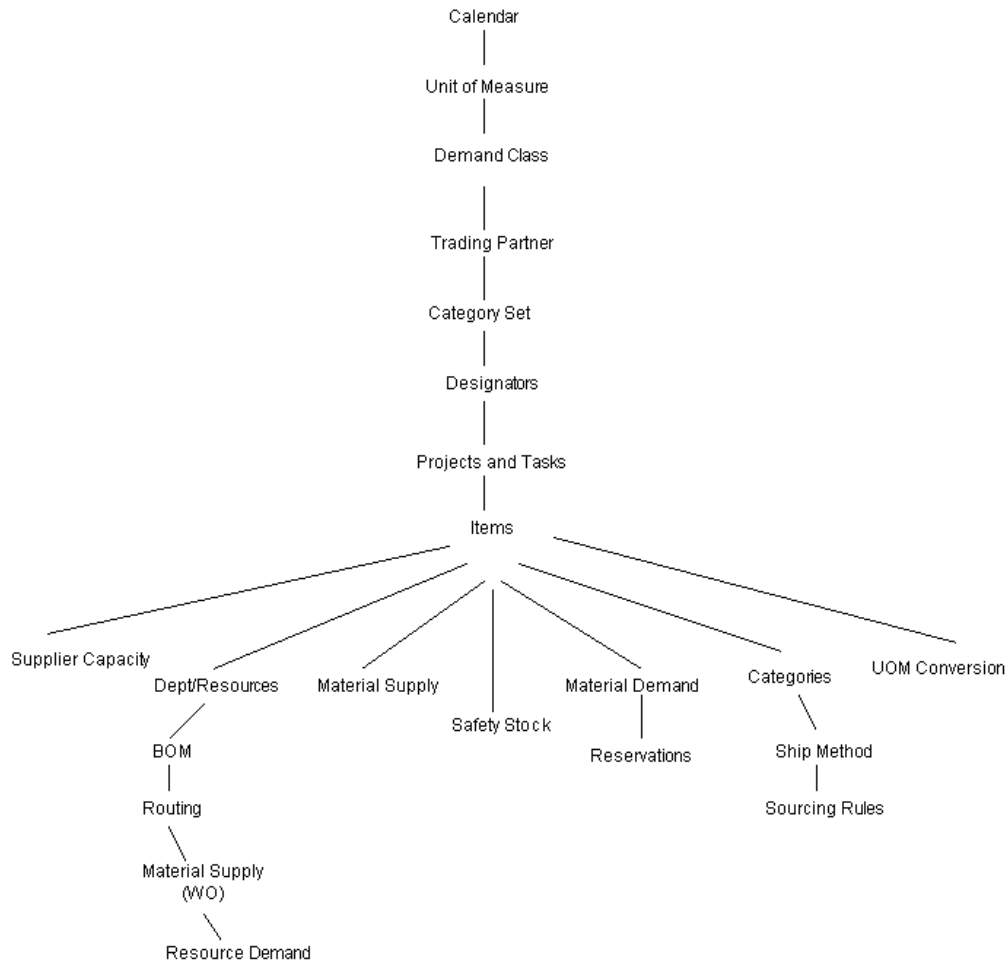 Calendar
Unit of Measure
Demand Class
Trading Partner
Category Set
Designators
Projects and Tasks
Items
Supplier Capacity
Dept/Resources
Material Supply
Safety Stock
Material Demand
Categories
UOM Conversion
BOM
Reservations
Ship Method
Routing
Sourcing Rules
Material Supply
(WO)
Resource Demand